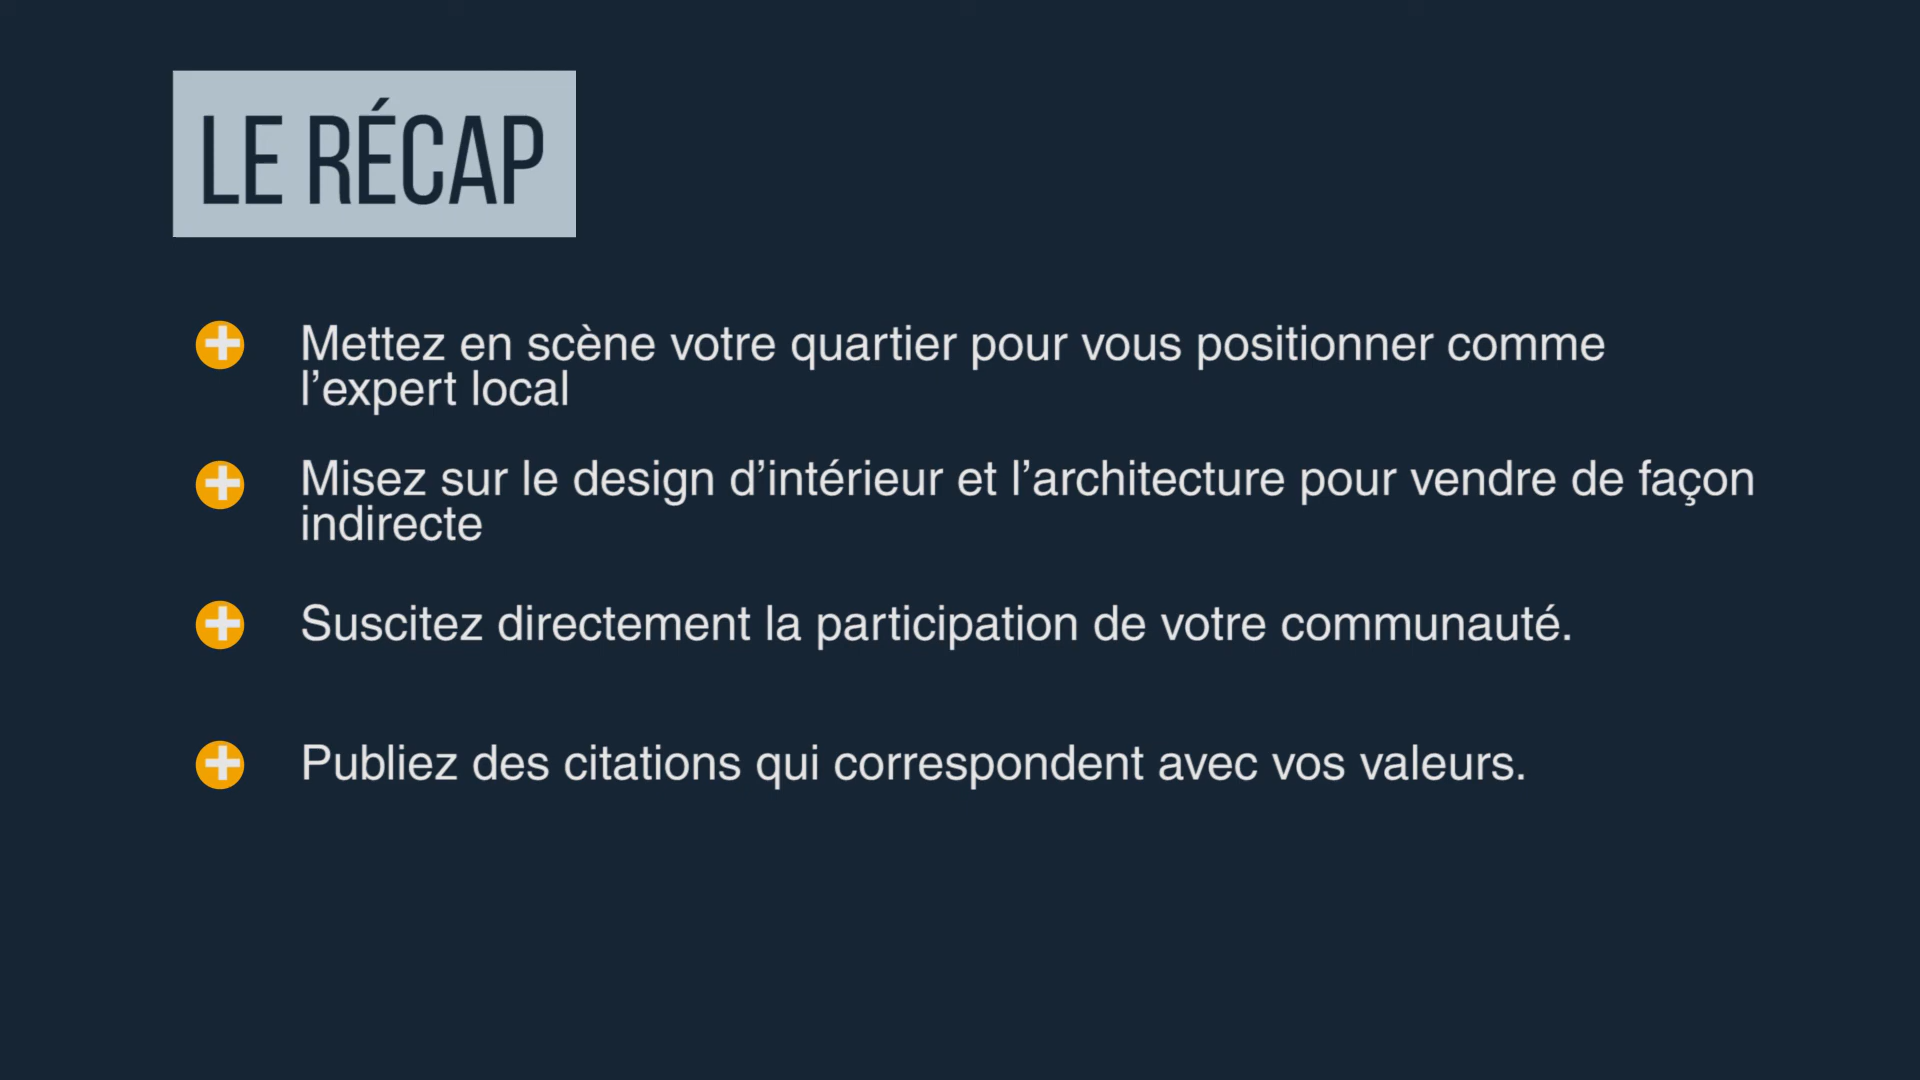 LE RÉCAP
Mettez en scène votre quartier pour vous positionner comme
l’expert local
Misez sur le design d’intérieur et l’architecture pour vendre de façon
indirecte
Suscitez directement la participation de votre communauté.
Publiez des citations qui correspondent avec vos valeurs.